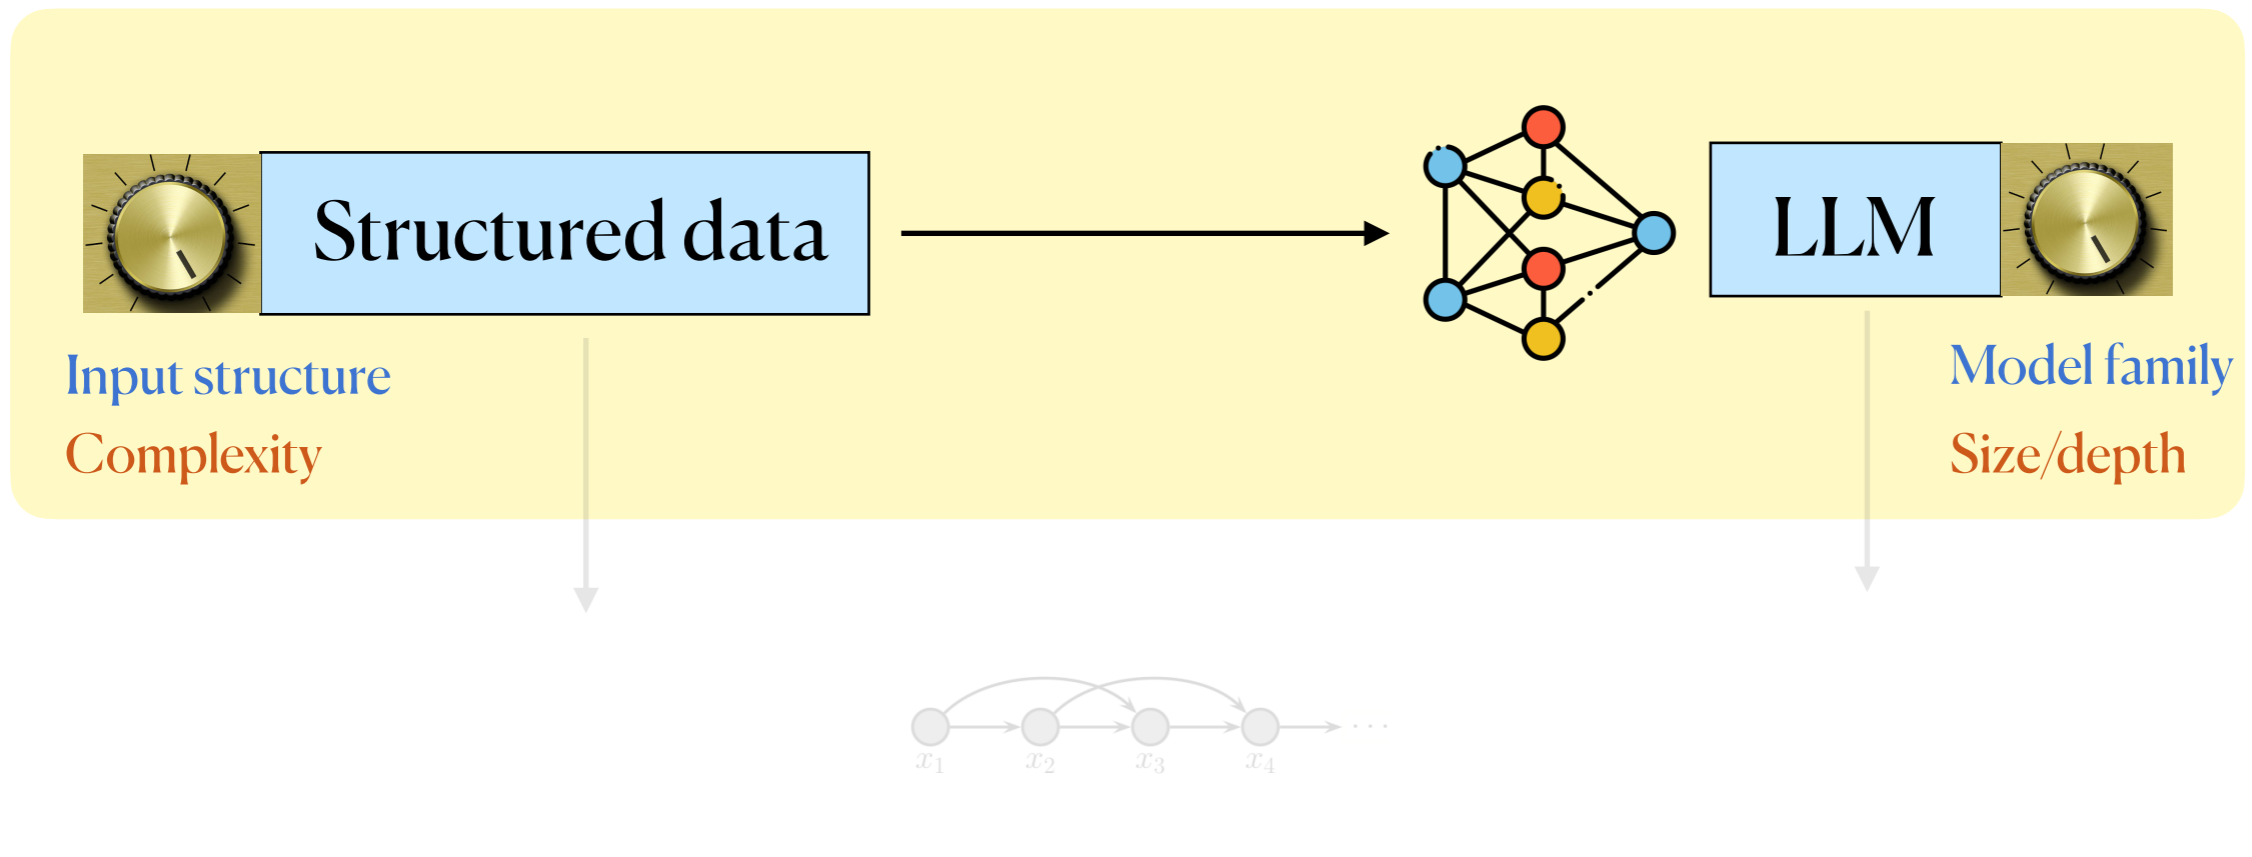 Structured data
LLM
Input structure
Complexity
Model family
Size/depth
x₁ x₂ x₃ x₄ ...